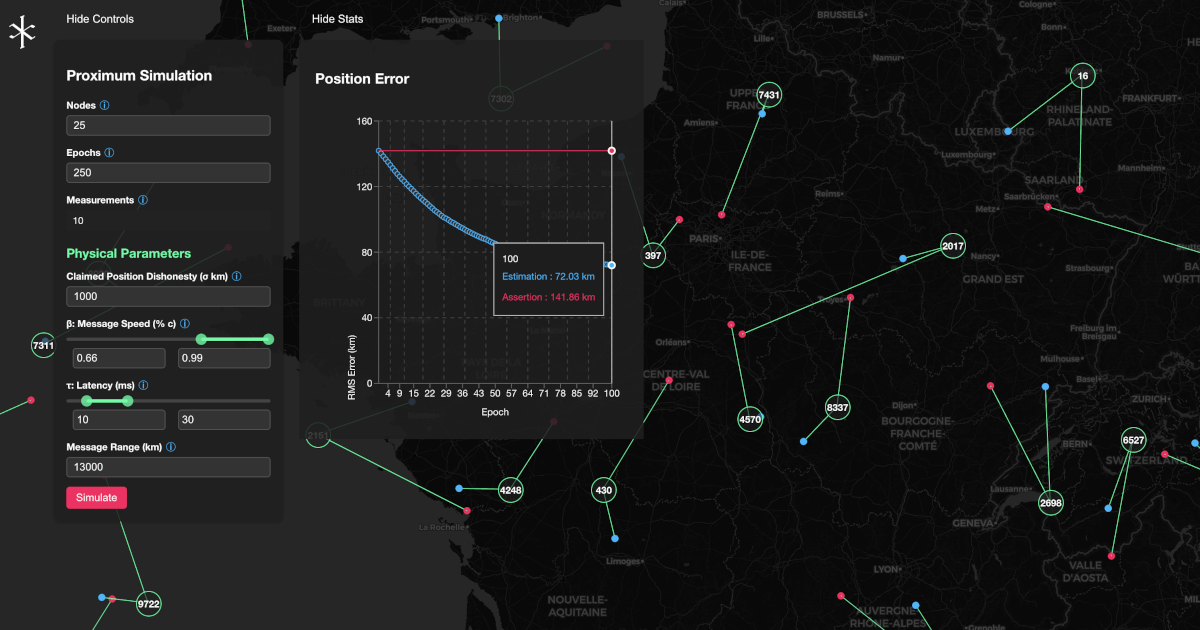 Hide Controls
Hide Stats
Proximum Simulation
Nodes
25
Epochs
250
Measurements
10
Physical Parameters
Claimed Position Dishonesty (σ km)
1000
β: Message Speed (% c)
0.66
0.99
τ: Latency (ms)
10
30
Message Range (km)
13000
Simulate
Position Error
160
120
80
40
0
RMS Error (km)
4 9 15 22 29 36 43 50 57 64 71 78 85 92 100
Epoch
100
Estimation : 72.03 km
Assertion : 141.86 km
Exeter
Portsmouth
Brighton
Calais
Lille
BRUSSELS
Cologne
Bonn
Namur
7302
7431
16
UPPER
FRANCE
Amiens
RHINELAND-
PALATINATE
FRANKFURT
LUXEMBOURG
Luxembourg
Mannheim
SAARLAND
Saarbrücken
Reims
Metz
397
PARIS
ILE-DE-
FRANCE
2017
Nancy
GRAND EST
Strasbourg
Troyes
7311
Orléans
Freiburg im
Breisgau
Mulhouse
CENTRE-VAL
DE LOIRE
Basel
ZURICH
4570
8337
Dijon
BOURGOGNE-
FRANCHE-
COMTÉ
BERN
6527
SWITZERLAND
2151
4248
430
Lausanne
2698
La Rochelle
GENEVA
Limoges
LYON
VALLE
D'AOSTA
9722
NOUVELLE-
AQUITAINE
AUVERGNE-
RHÔNE-ALPES
Grenoble